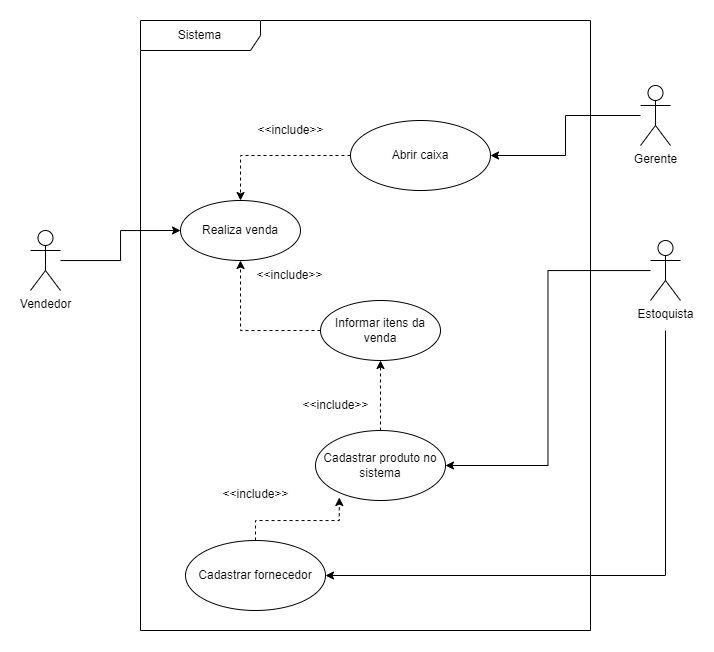 Sistema
<<include>>
Abrir caixa
Gerente
Realiza venda
<<include>>
Vendedor
Estoquista
Informar itens da
venda
<<include>>
Cadastrar produto no
sistema
<<include>>
Cadastrar fornecedor